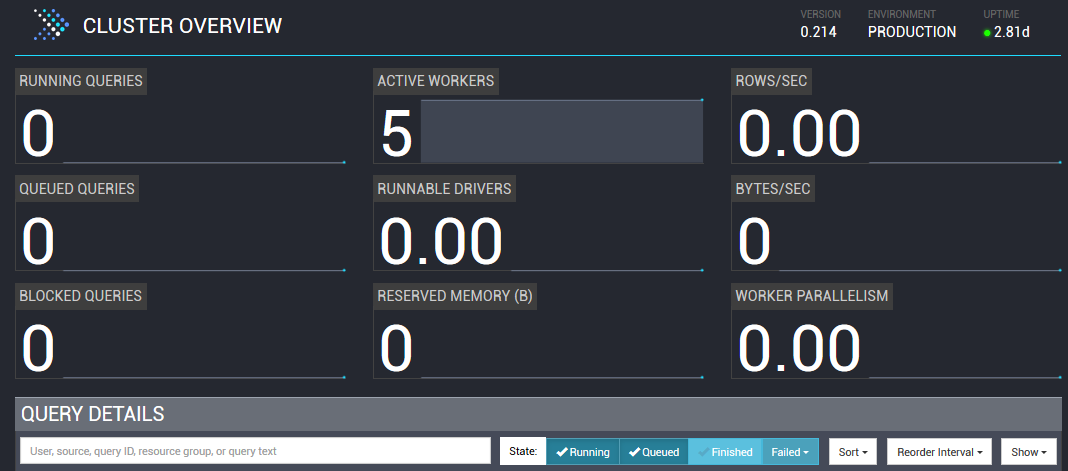 CLUSTER OVERVIEW
VERSION
0.214
ENVIRONMENT
PRODUCTION
UPTIME
2.81d
RUNNING QUERIES
0
ACTIVE WORKERS
5
ROWS/SEC
0.00
QUEUED QUERIES
0
RUNNABLE DRIVERS
0.00
BYTES/SEC
0
BLOCKED QUERIES
0
RESERVED MEMORY (B)
0
WORKER PARALLELISM
0.00
QUERY DETAILS
User, source, query ID, resource group, or query text
State:
Running
Queued
Finished
Failed
Sort
Reorder Interval
Show